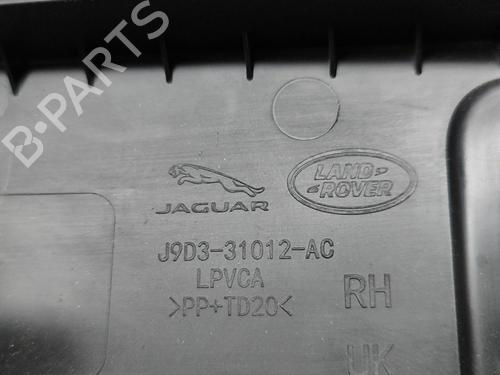 B-PARTS
JAGUAR
LAND ROVER
J9D3-31012-AC
LPVCA
>PP+TD20<
RH
UK